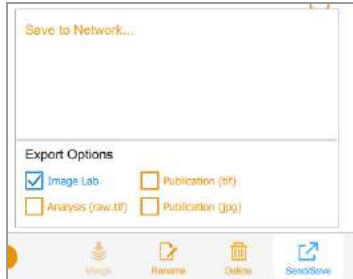 Save to Network...
Export Options
Image Lab
Publication (tif)
Analysis (raw.tif)
Publication (jpg)
Merge
Rename
Delete
Send/Save